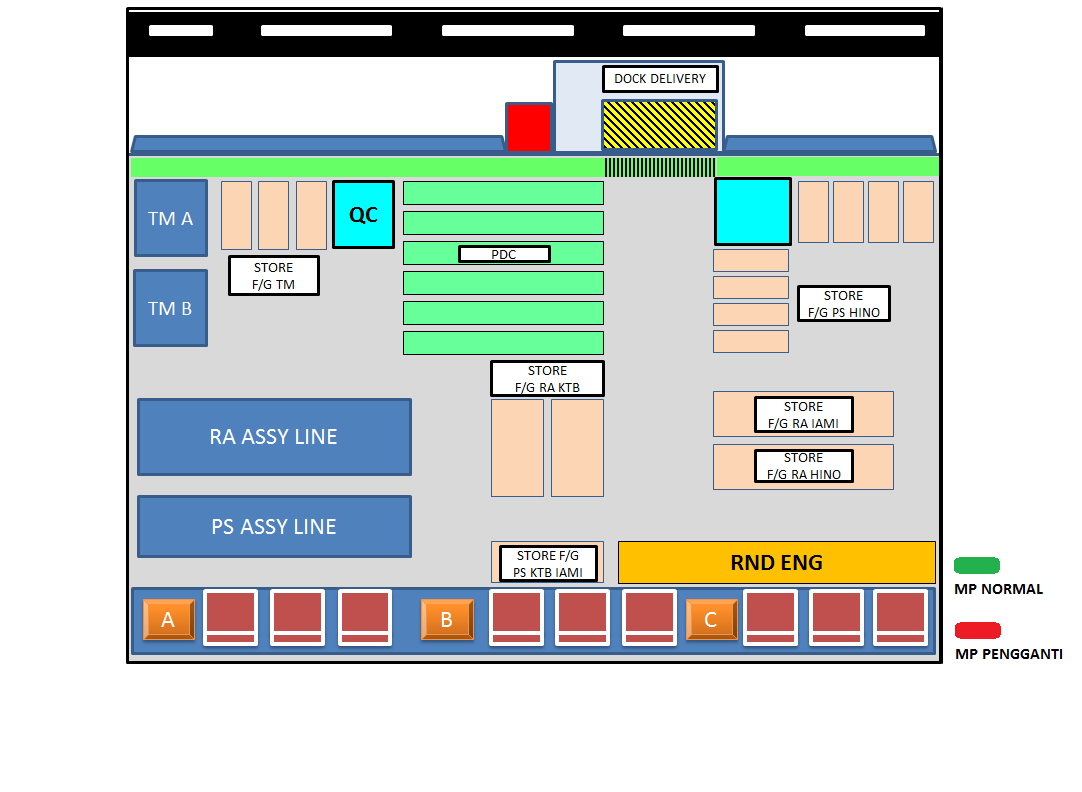 DOCK DELIVERY
TM A
QC
PDC
STORE
F/G TM
TM B
STORE
F/G PS HINO
STORE
F/G RA KTB
RA ASSY LINE
STORE
F/G RA IAMI
STORE
F/G RA HINO
PS ASSY LINE
STORE F/G
PS KTB IAMI
RND ENG
A
B
C
MP NORMAL
MP PENGGANTI